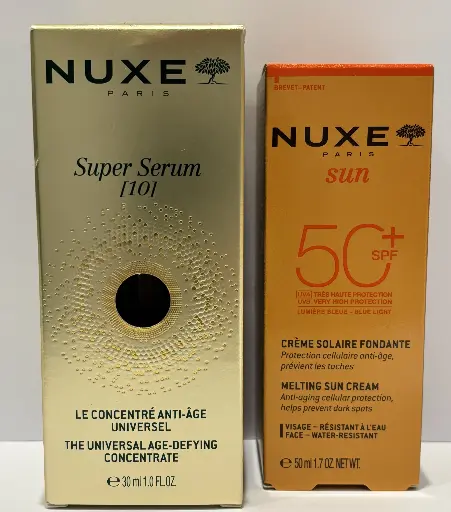 NUXE
PARIS
Super Serum
[10]
LE CONCENTRÉ ANTI-ÂGE
UNIVERSEL
THE UNIVERSAL AGE-DEFYING
CONCENTRATE
℮ 30 ml 1.0 FL.OZ.
BREVET-PATENT
NUXE
PARIS
sun
50+
SPF
UVA TRÈS HAUTE PROTECTION
UVB VERY HIGH PROTECTION
LUMIÈRE BLEUE - BLUE LIGHT
CRÈME SOLAIRE FONDANTE
Protection cellulaire anti-âge,
prévient les taches
MELTING SUN CREAM
Anti-aging cellular protection,
helps prevent dark spots
VISAGE - RÉSISTANT À L'EAU
FACE - WATER-RESISTANT
℮ 50 ml 1.7 OZ. NET WT.